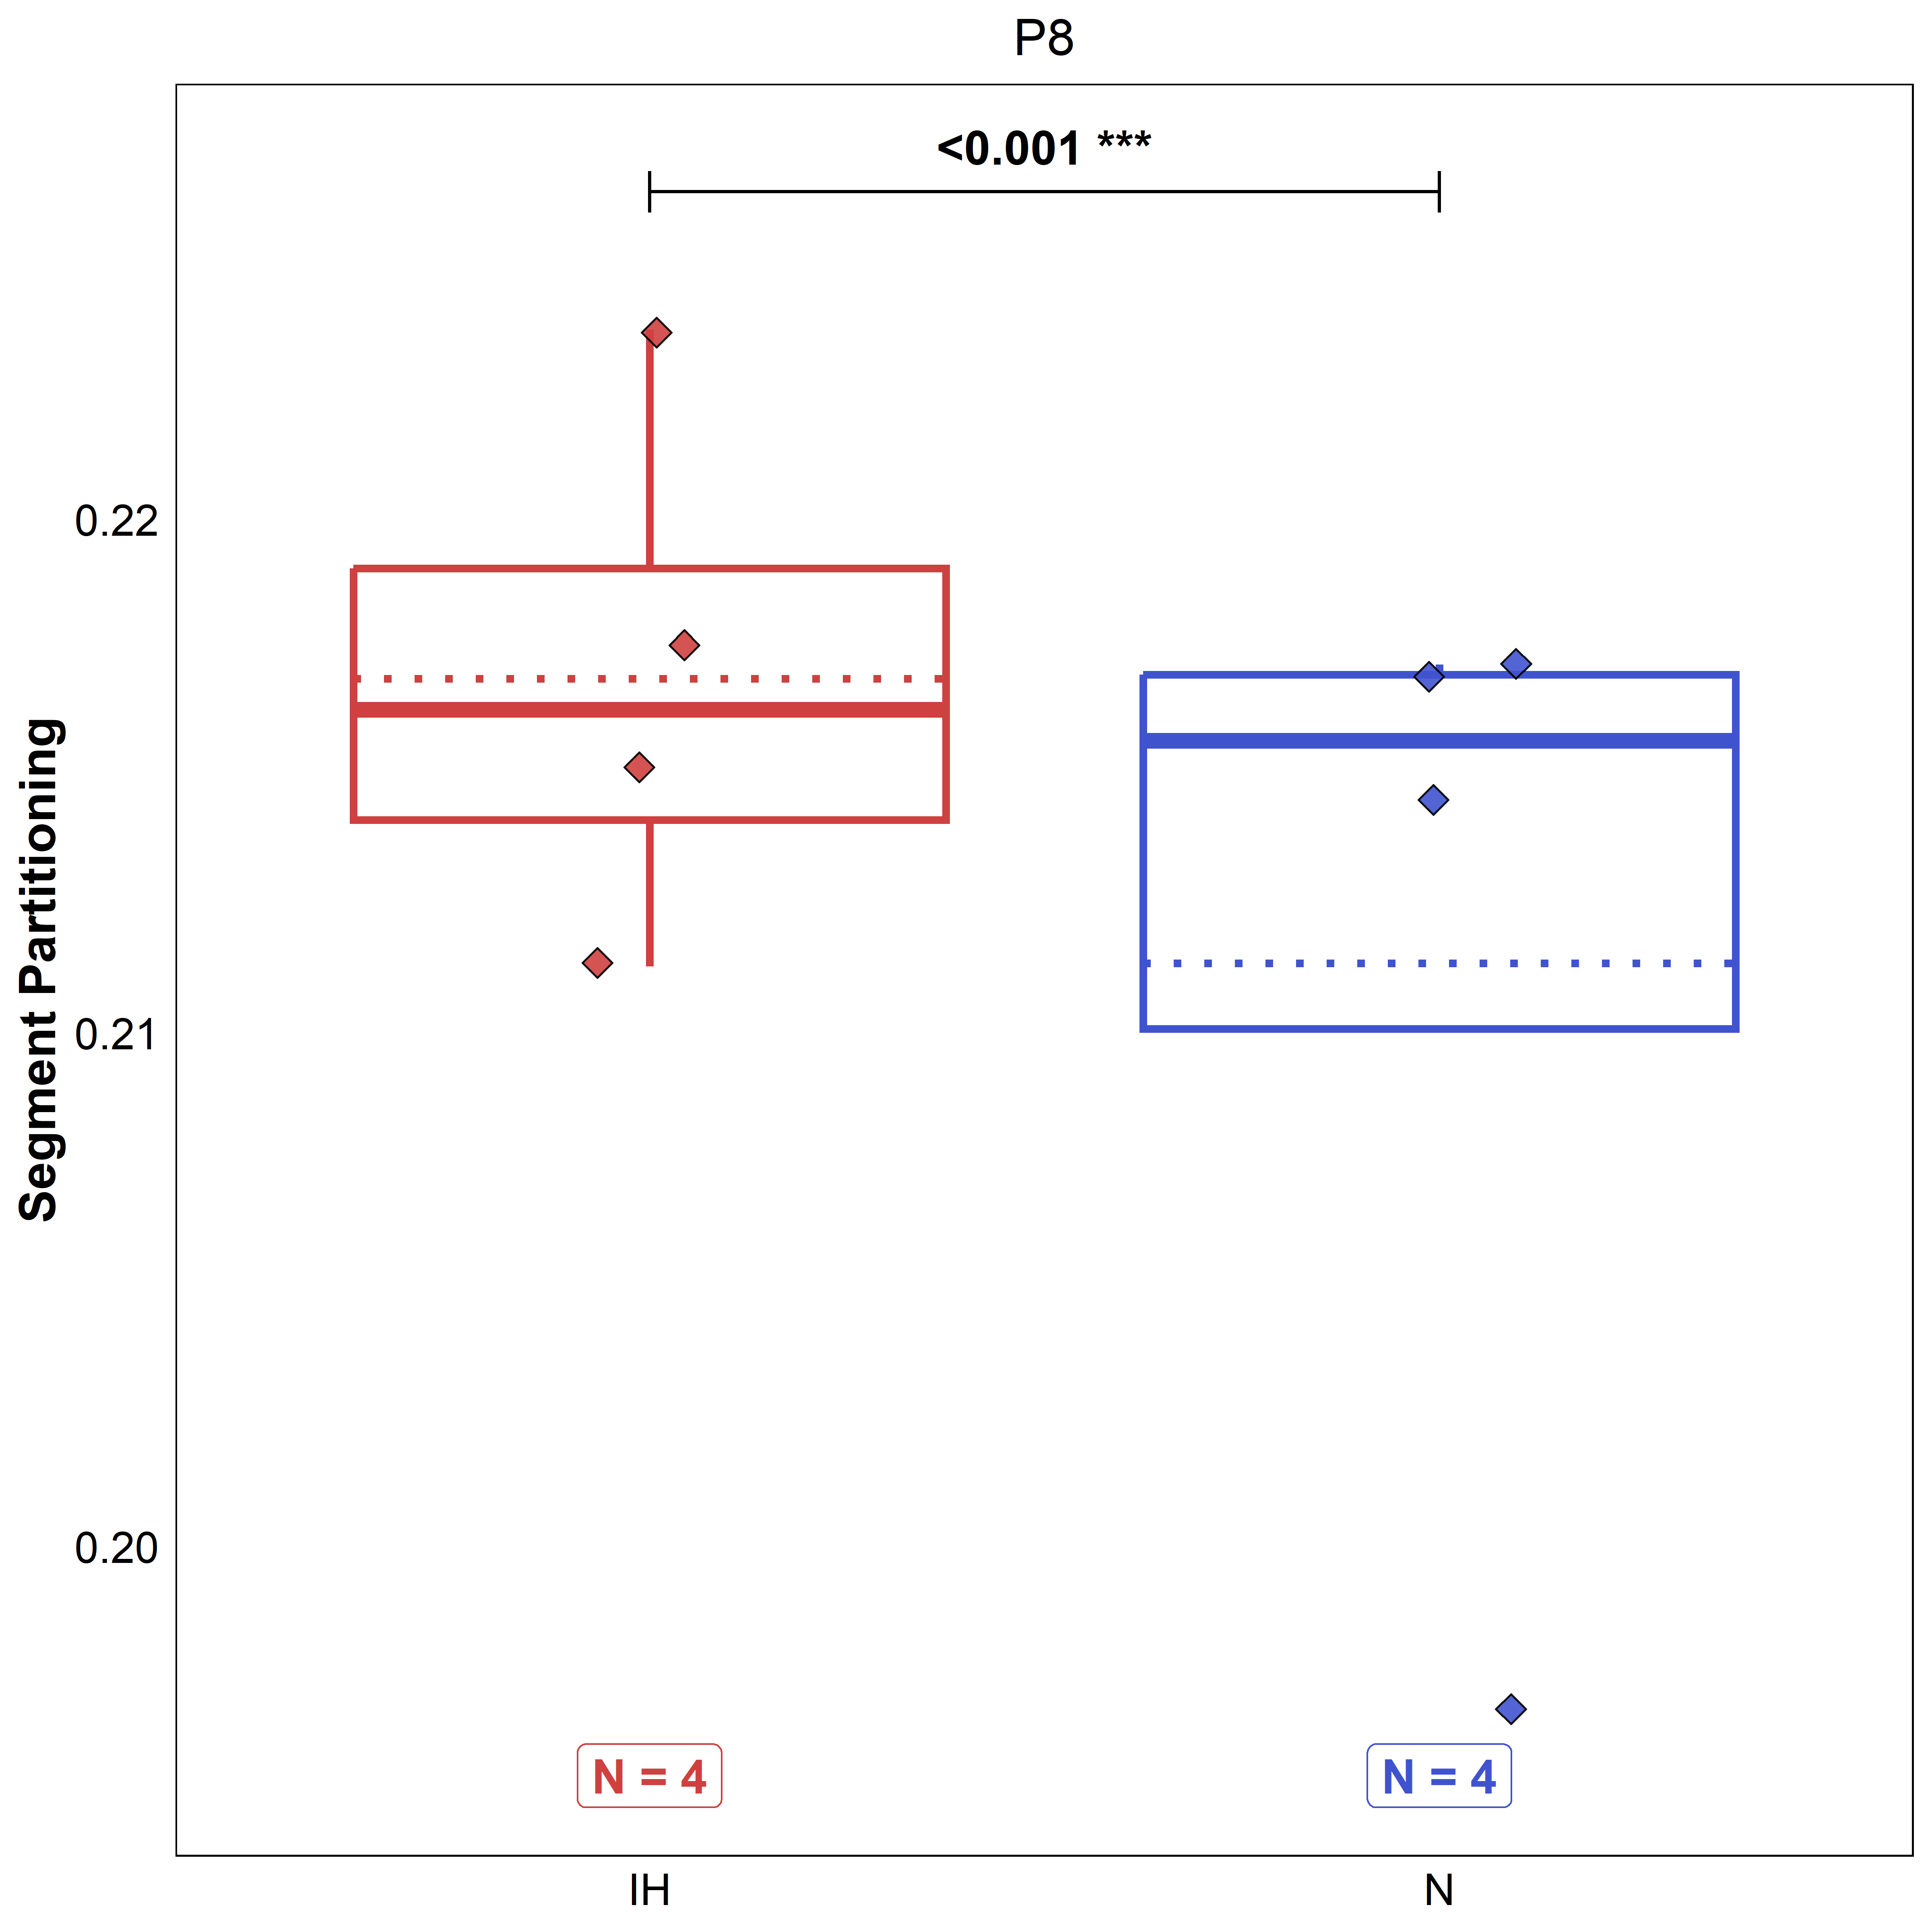 P8
<0.001 ***
Segment Partitioning
0.22
0.21
0.20
N = 4
N = 4
IH
N